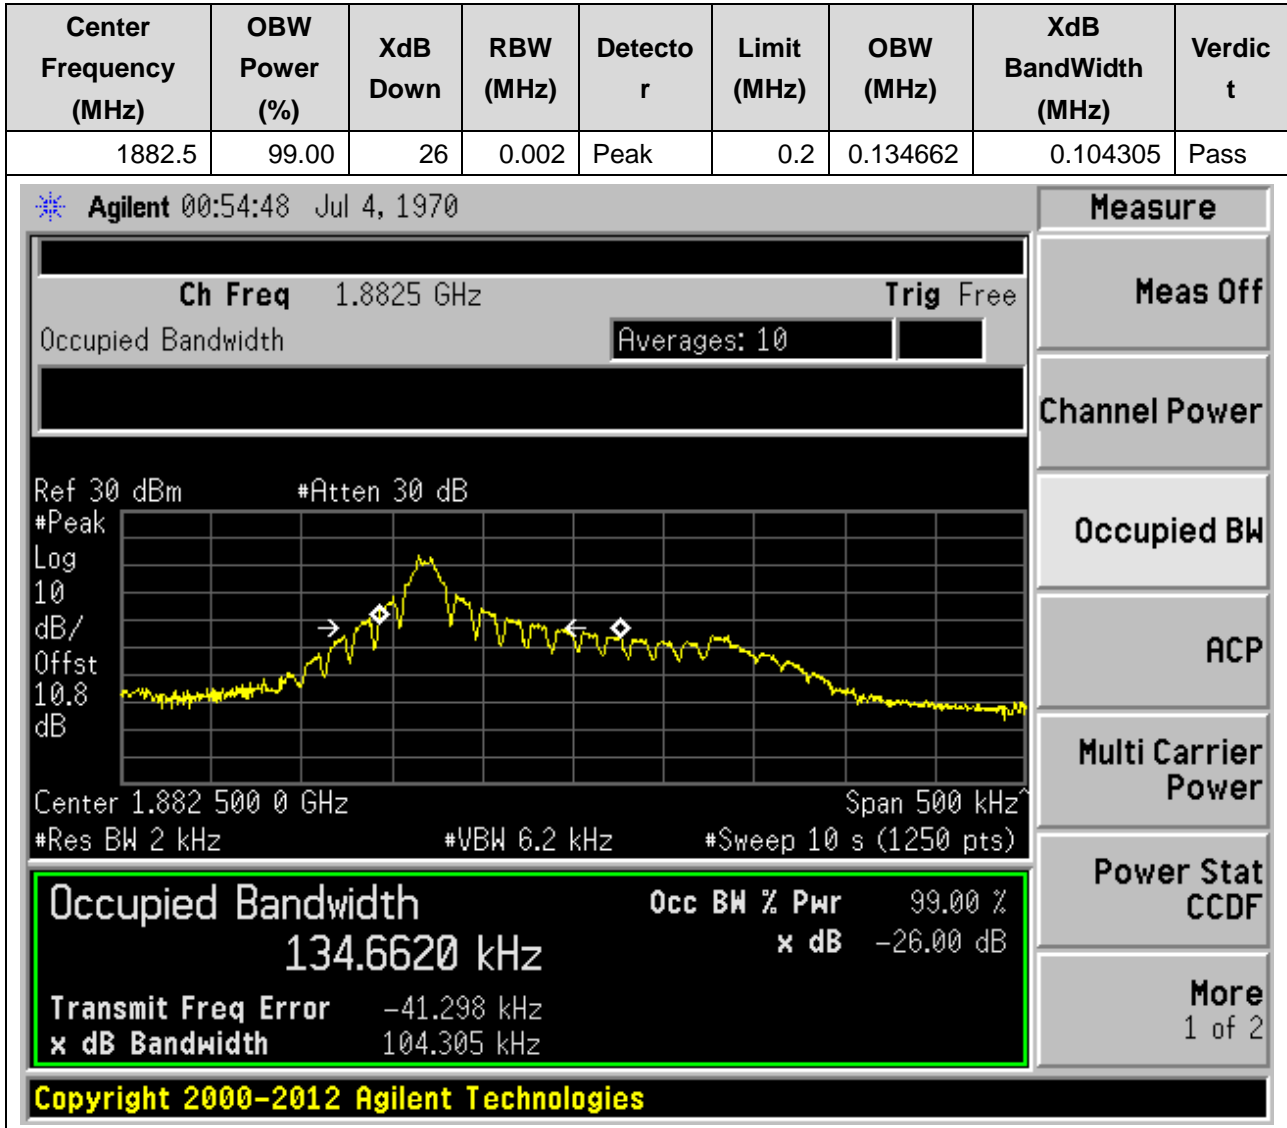 Center Frequency (MHz) OBW Power (%) XdB Down RBW (MHz) Detector Limit (MHz) OBW (MHz) XdB BandWidth (MHz) Verdict
1882.5 99.00 26 0.002 Peak 0.2 0.134662 0.104305 Pass
Agilent 00:54:48 Jul 4, 1970
Measure
Ch Freq 1.8825 GHz Trig Free
Occupied Bandwidth Averages: 10
Meas Off
Channel Power
Occupied BW
ACP
Multi Carrier
Power
Power Stat
CCDF
More
1 of 2
Ref 30 dBm #Atten 30 dB
#Peak
Log
10
dB/
Offst
10.8
dB
Center 1.882 500 0 GHz Span 500 kHz^
#Res BW 2 kHz #VBW 6.2 kHz #Sweep 10 s (1250 pts)
Occupied Bandwidth Occ BW % Pwr 99.00 %
134.6620 kHz x dB -26.00 dB
Transmit Freq Error -41.298 kHz
x dB Bandwidth 104.305 kHz
Copyright 2000-2012 Agilent Technologies